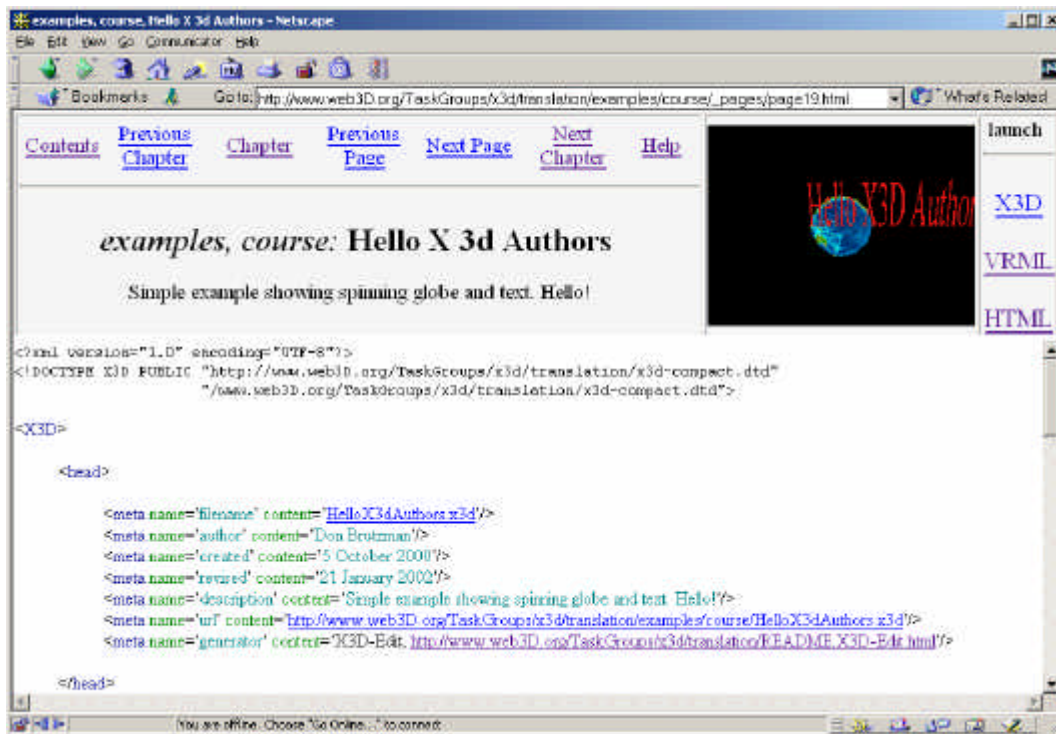 examples, course, Hello X 3d Authors - Netscape
File Edit View Go Communicator Help
Bookmarks Go to: http://www.web3D.org/TaskGroups/x3d/translation/examples/course/_pages/page19.html What's Related
Contents Previous Chapter Chapter Previous Page Next Page Next Chapter Help
launch
X3D
VRML
HTML
Hello X3D Author
examples, course: Hello X 3d Authors
Simple example showing spinning globe and text. Hello!
<?xml version="1.0" encoding="UTF-8"?>
<!DOCTYPE X3D PUBLIC "http://www.web3D.org/TaskGroups/x3d/translation/x3d-compact.dtd"
"/www.web3D.org/TaskGroups/x3d/translation/x3d-compact.dtd">
<X3D>
<head>
<meta name='filename' content='HelloX3dAuthors.x3d'/>
<meta name='author' content='Don Brutzman'/>
<meta name='created' content='5 October 2000'/>
<meta name='revised' content='21 January 2002'/>
<meta name='description' content='Simple example showing spinning globe and text. Hello!'/>
<meta name='url' content='http://www.web3D.org/TaskGroups/x3d/translation/examples/course/HelloX3dAuthors.x3d'/>
<meta name='generator' content='X3D-Edit, http://www.web3D.org/TaskGroups/x3d/translation/README.X3D-Edit.html'/>
</head>
You are offline. Choose "Go Online..." to connect